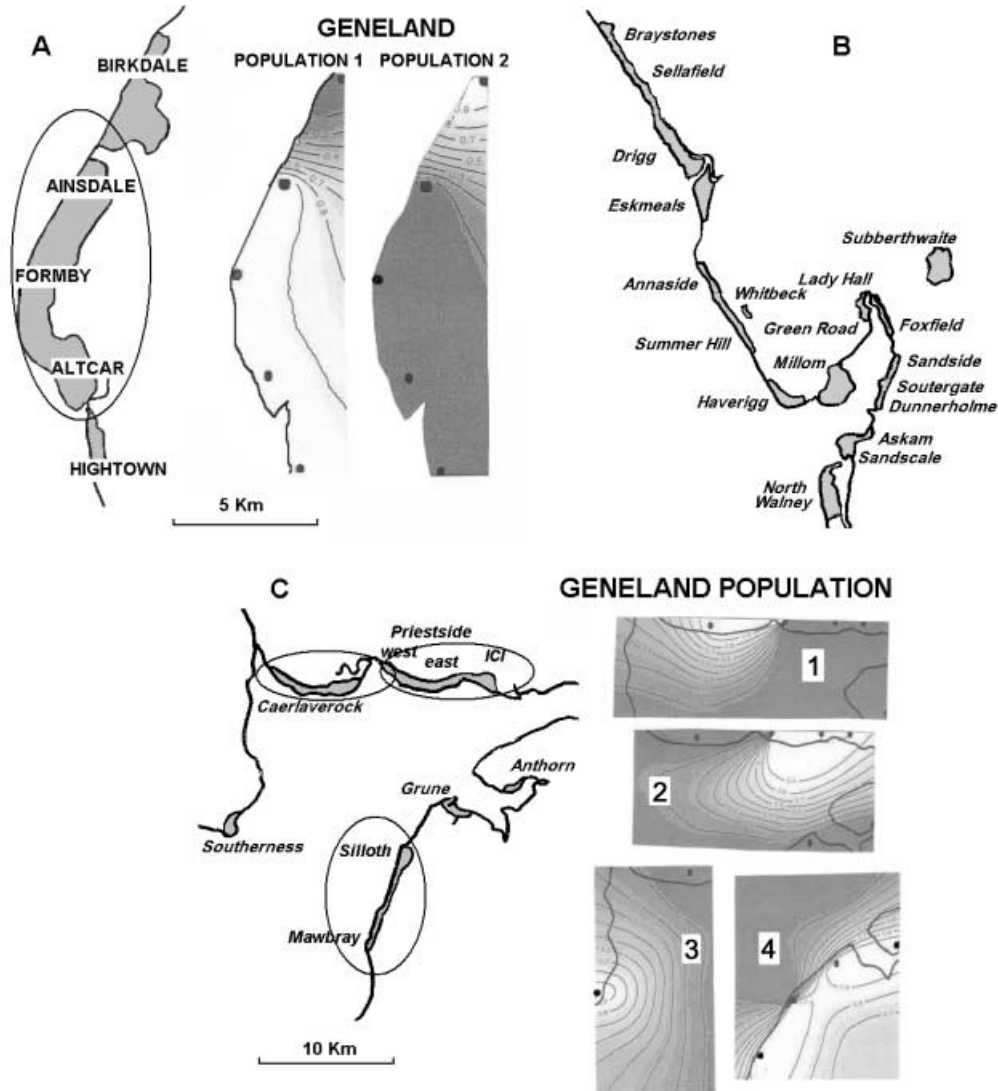 A
GENELAND
POPULATION 1 POPULATION 2
BIRKDALE
AINSDALE
FORMBY
ALTCAR
HIGHTOWN
5 Km
B
Braystones
Sellafield
Drigg
Eskmeals
Subberthwaite
Lady Hall
Annaside
Whitbeck
Green Road
Foxfield
Summer Hill
Millom
Sandside
Haverigg
Soutergate
Dunnerholme
Askam
Sandscale
North
Walney
C
GENELAND POPULATION
Priestside
west
east
ICI
Caerlaverock
Anthorn
Grune
Southerness
Silloth
Mawbray
10 Km
1
2
3
4